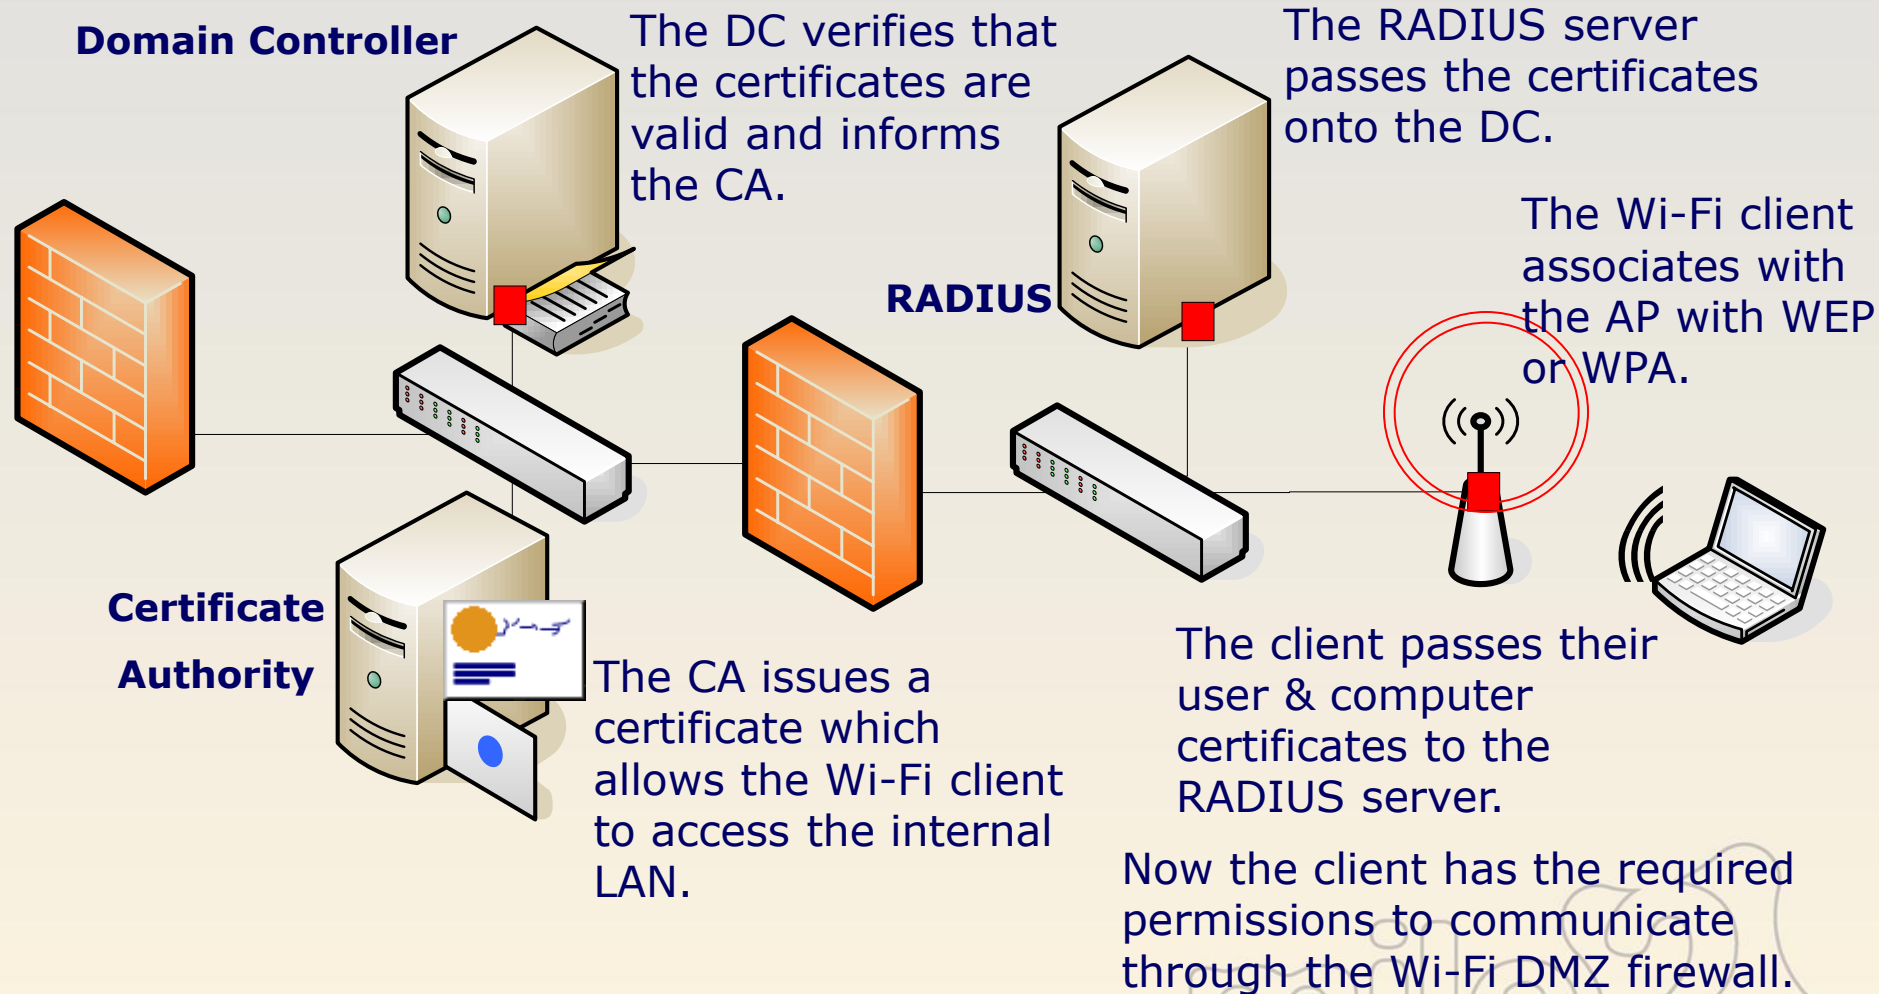 Domain Controller
The DC verifies that
the certificates are
valid and informs
the CA.
The RADIUS server
passes the certificates
onto the DC.
The Wi-Fi client
associates with
the AP with WEP
or WPA.
RADIUS
Certificate
Authority
The CA issues a
certificate which
allows the Wi-Fi client
to access the internal
LAN.
The client passes their
user & computer
certificates to the
RADIUS server.
Now the client has the required
permissions to communicate
through the Wi-Fi DMZ firewall.